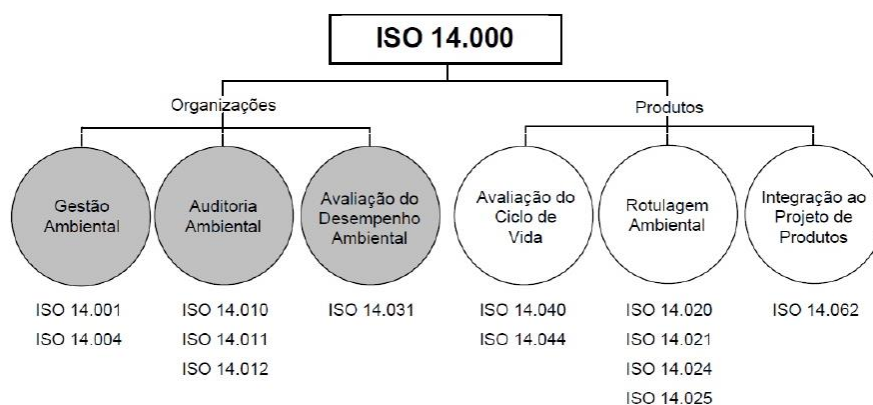 ISO 14.000
Organizações
Produtos
Gestão
Ambiental
Auditoria
Ambiental
Avaliação do
Desempenho
Ambiental
Avaliação do
Ciclo de
Vida
Rotulagem
Ambiental
Integração ao
Projeto de
Produtos
ISO 14.001
ISO 14.004
ISO 14.010
ISO 14.011
ISO 14.012
ISO 14.031
ISO 14.040
ISO 14.044
ISO 14.020
ISO 14.021
ISO 14.024
ISO 14.025
ISO 14.062